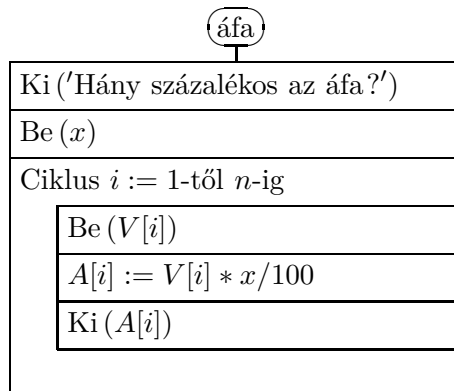 áfa
Ki ('Hány százalékos az áfa?')
Be (x)
Ciklus i := 1-től n-ig
Be (V[i])
A[i] := V[i] ∗ x/100
Ki (A[i])